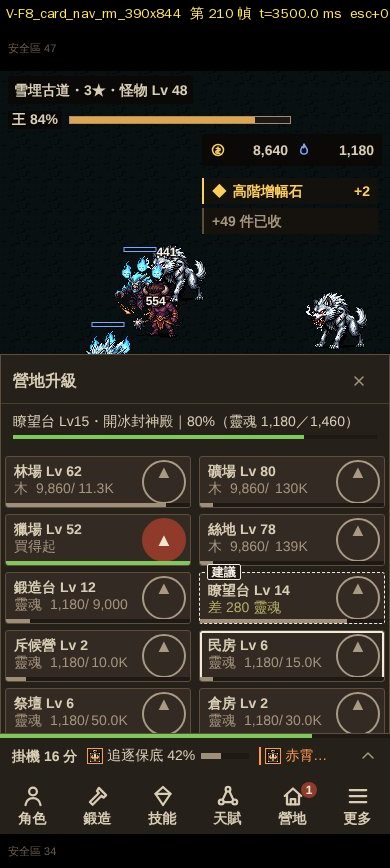 V-F8_card_nav_rm_390x844 第 210 幀 t=3500.0 ms esc+0
安全區 47
雪埋古道・3★・怪物 Lv 48
王 84%
8,640 1,180
◆ 高階增幅石 +2
+49 件已收
441
554
營地升級 ×
瞭望台 Lv15・開冰封神殿｜80%（靈魂 1,180／1,460）
林場 Lv 62
木 9,860/ 11.3K
礦場 Lv 80
木 9,860/ 130K
獵場 Lv 52
買得起
絲地 Lv 78
木 9,860/ 139K
鍛造台 Lv 12
靈魂 1,180/ 9,000
建議
瞭望台 Lv 14
差 280 靈魂
斥候營 Lv 2
靈魂 1,180/ 10.0K
民房 Lv 6
靈魂 1,180/ 15.0K
祭壇 Lv 6
靈魂 1,180/ 50.0K
倉房 Lv 2
靈魂 1,180/ 30.0K
掛機 16 分 追逐保底 42% 赤霄…
1
角色 鍛造 技能 天賦 營地 更多
安全區 34